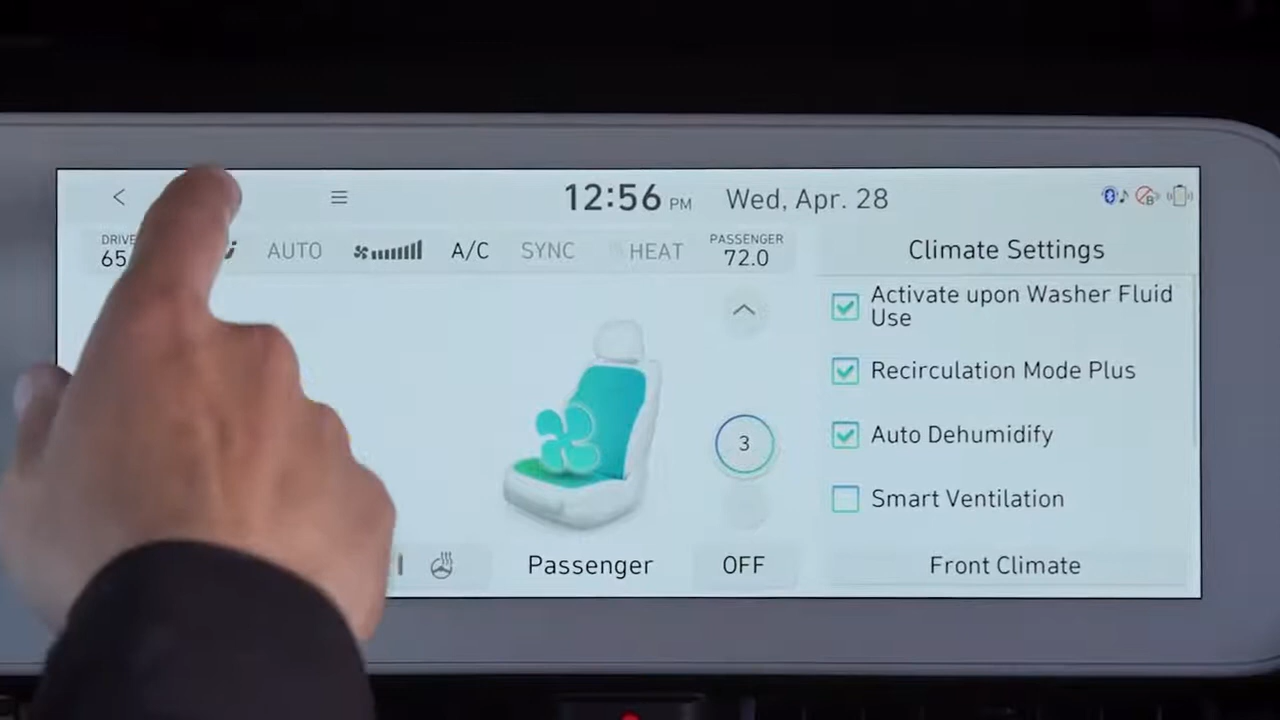 12:56 PM Wed, Apr. 28
DRIVE
65
AUTO A/C SYNC HEAT
PASSENGER
72.0
Climate Settings
Activate upon Washer Fluid
Use
Recirculation Mode Plus
3
Auto Dehumidify
Smart Ventilation
Passenger OFF
Front Climate